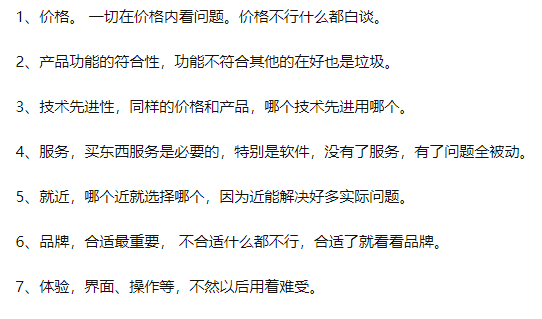 1、价格。 一切在价格内看问题。价格不行什么都白谈。
2、产品功能的符合性，功能不符合其他的在好也是垃圾。
3、技术先进性，同样的价格和产品，哪个技术先进用哪个。
4、服务，买东西服务是必要的，特别是软件，没有了服务，有了问题全被动。
5、就近，哪个近就选择哪个，因为近能解决好多实际问题。
6、品牌，合适最重要， 不合适什么都不行，合适了就看看品牌。
7、体验，界面、操作等，不然以后用着难受。